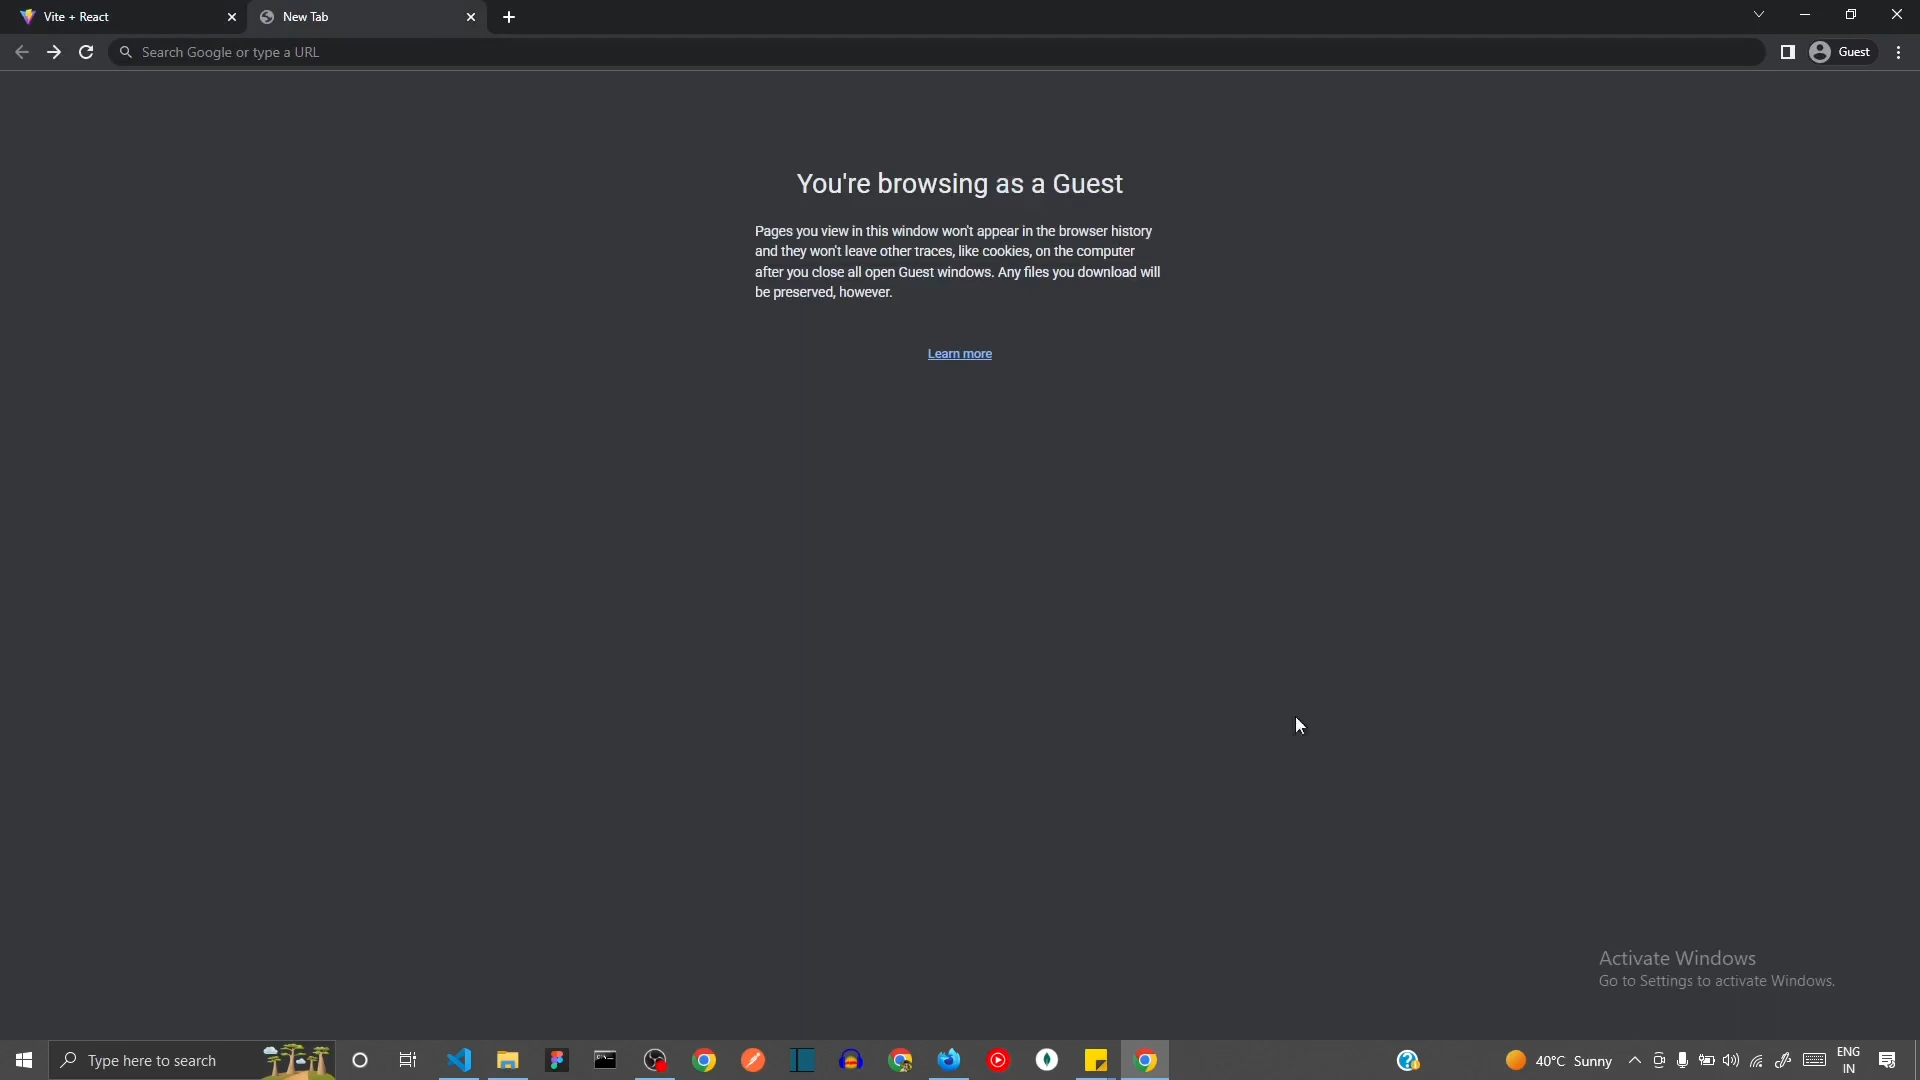 Vite + React
New Tab
Search Google or type a URL
Guest
You're browsing as a Guest
Pages you view in this window won't appear in the browser history
and they won't leave other traces, like cookies, on the computer
after you close all open Guest windows. Any files you download will
be preserved, however.
Learn more
Activate Windows
Go to Settings to activate Windows.
Type here to search
40°C Sunny
ENG
IN